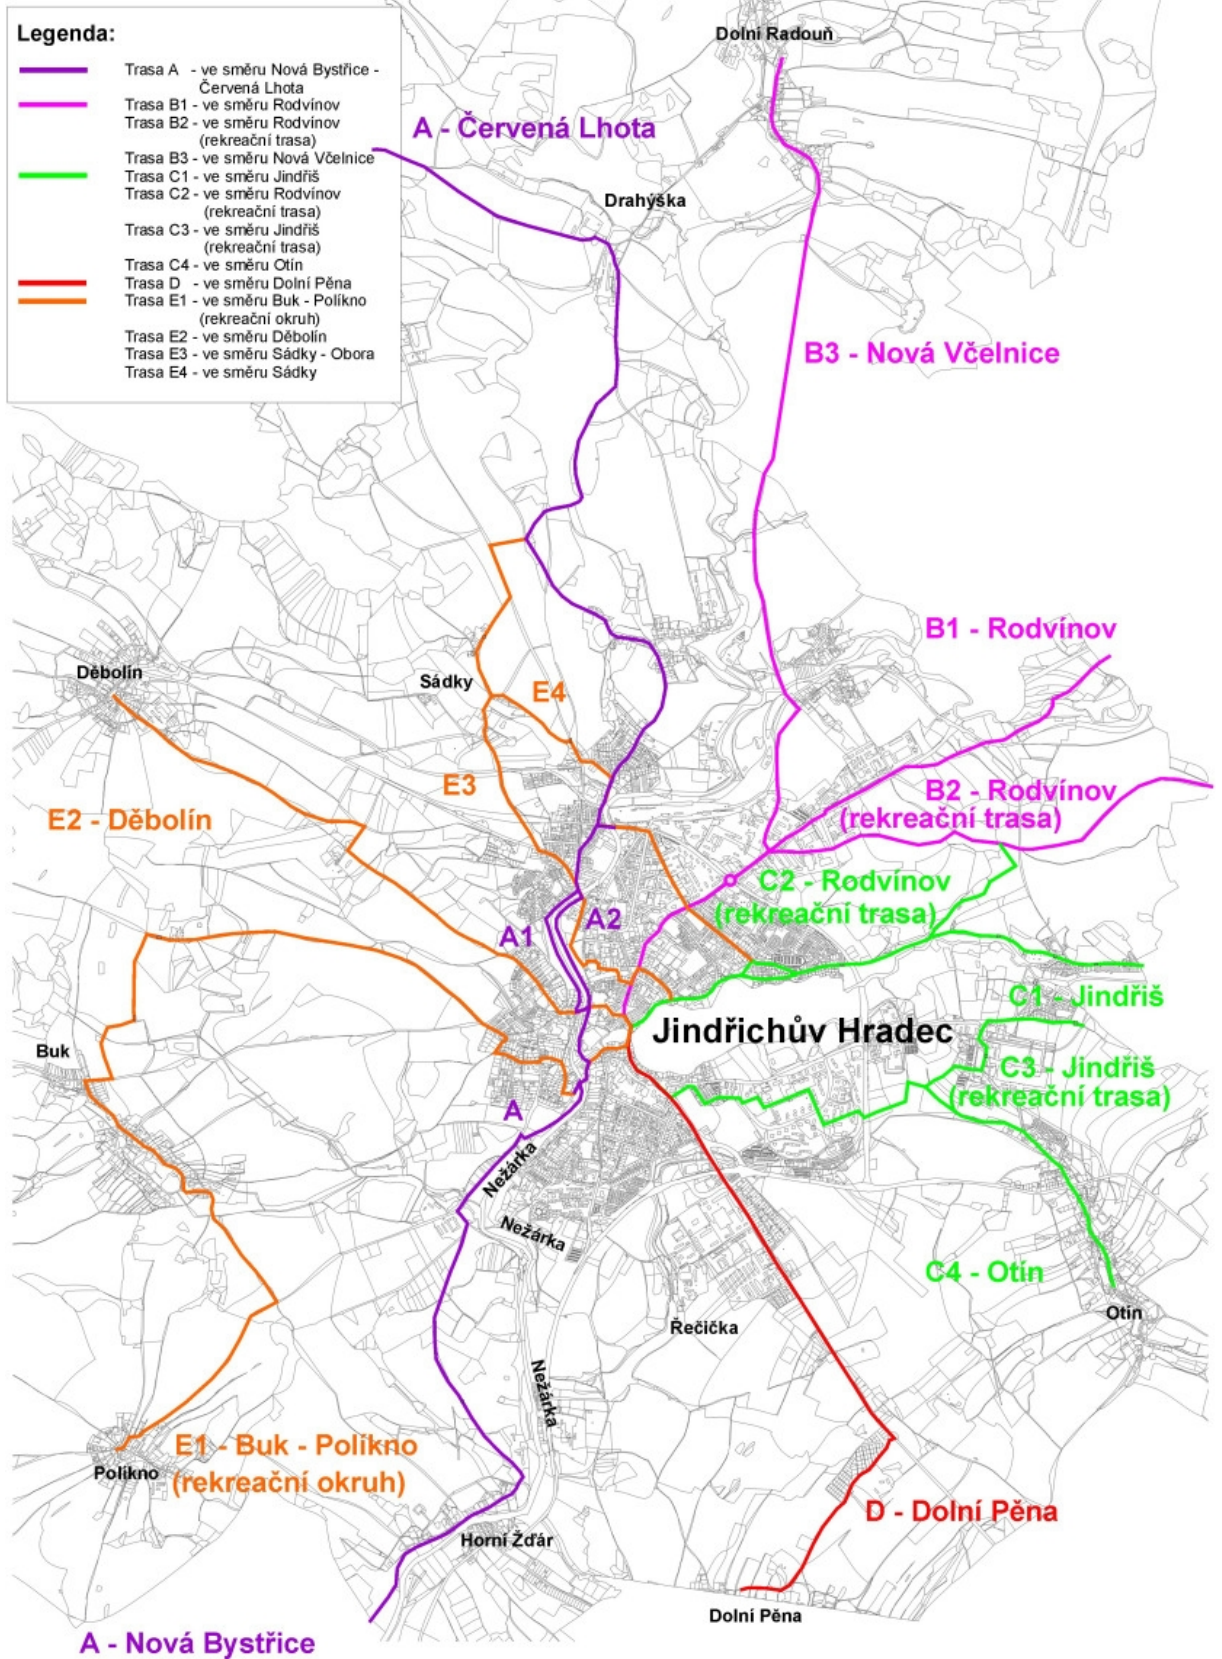 Legenda:
Trasa A - ve směru Nová Bystřice -
Červená Lhota
Trasa B1 - ve směru Rodvínov
Trasa B2 - ve směru Rodvínov
(rekreační trasa)
Trasa B3 - ve směru Nová Včelnice
Trasa C1 - ve směru Jindřiš
Trasa C2 - ve směru Rodvínov
(rekreační trasa)
Trasa C3 - ve směru Jindřiš
(rekreační trasa)
Trasa C4 - ve směru Otín
Trasa D - ve směru Dolní Pěna
Trasa E1 - ve směru Buk - Políkno
(rekreační okruh)
Trasa E2 - ve směru Děbolín
Trasa E3 - ve směru Sádky - Obora
Trasa E4 - ve směru Sádky
Dolní Radouň
A - Červená Lhota
Drahýška
B3 - Nová Včelnice
B1 - Rodvínov
Děbolín
Sádky
E4
E3
B2 - Rodvínov
(rekreační trasa)
E2 - Děbolín
C2 - Rodvínov
(rekreační trasa)
A1
A2
C1 - Jindřiš
Jindřichův Hradec
Buk
C3 - Jindřiš
(rekreační trasa)
A
Nežárka
Nežárka
C4 - Otín
Otín
Řečička
Nežárka
E1 - Buk - Políkno
(rekreační okruh)
Políkno
D - Dolní Pěna
Horní Žďár
Dolní Pěna
A - Nová Bystřice